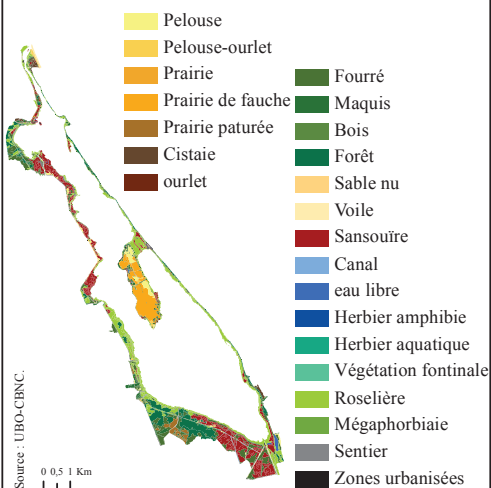 Pelouse
Pelouse-ourlet
Prairie
Prairie de fauche
Prairie paturée
Cistaie
ourlet
Fourré
Maquis
Bois
Forêt
Sable nu
Voile
Sansouïre
Canal
eau libre
Herbier amphibie
Herbier aquatique
Végétation fontinale
Roselière
Mégaphorbiaie
Sentier
Zones urbanisées
Source : UBO-CBNC.
0 0,5 1 Km